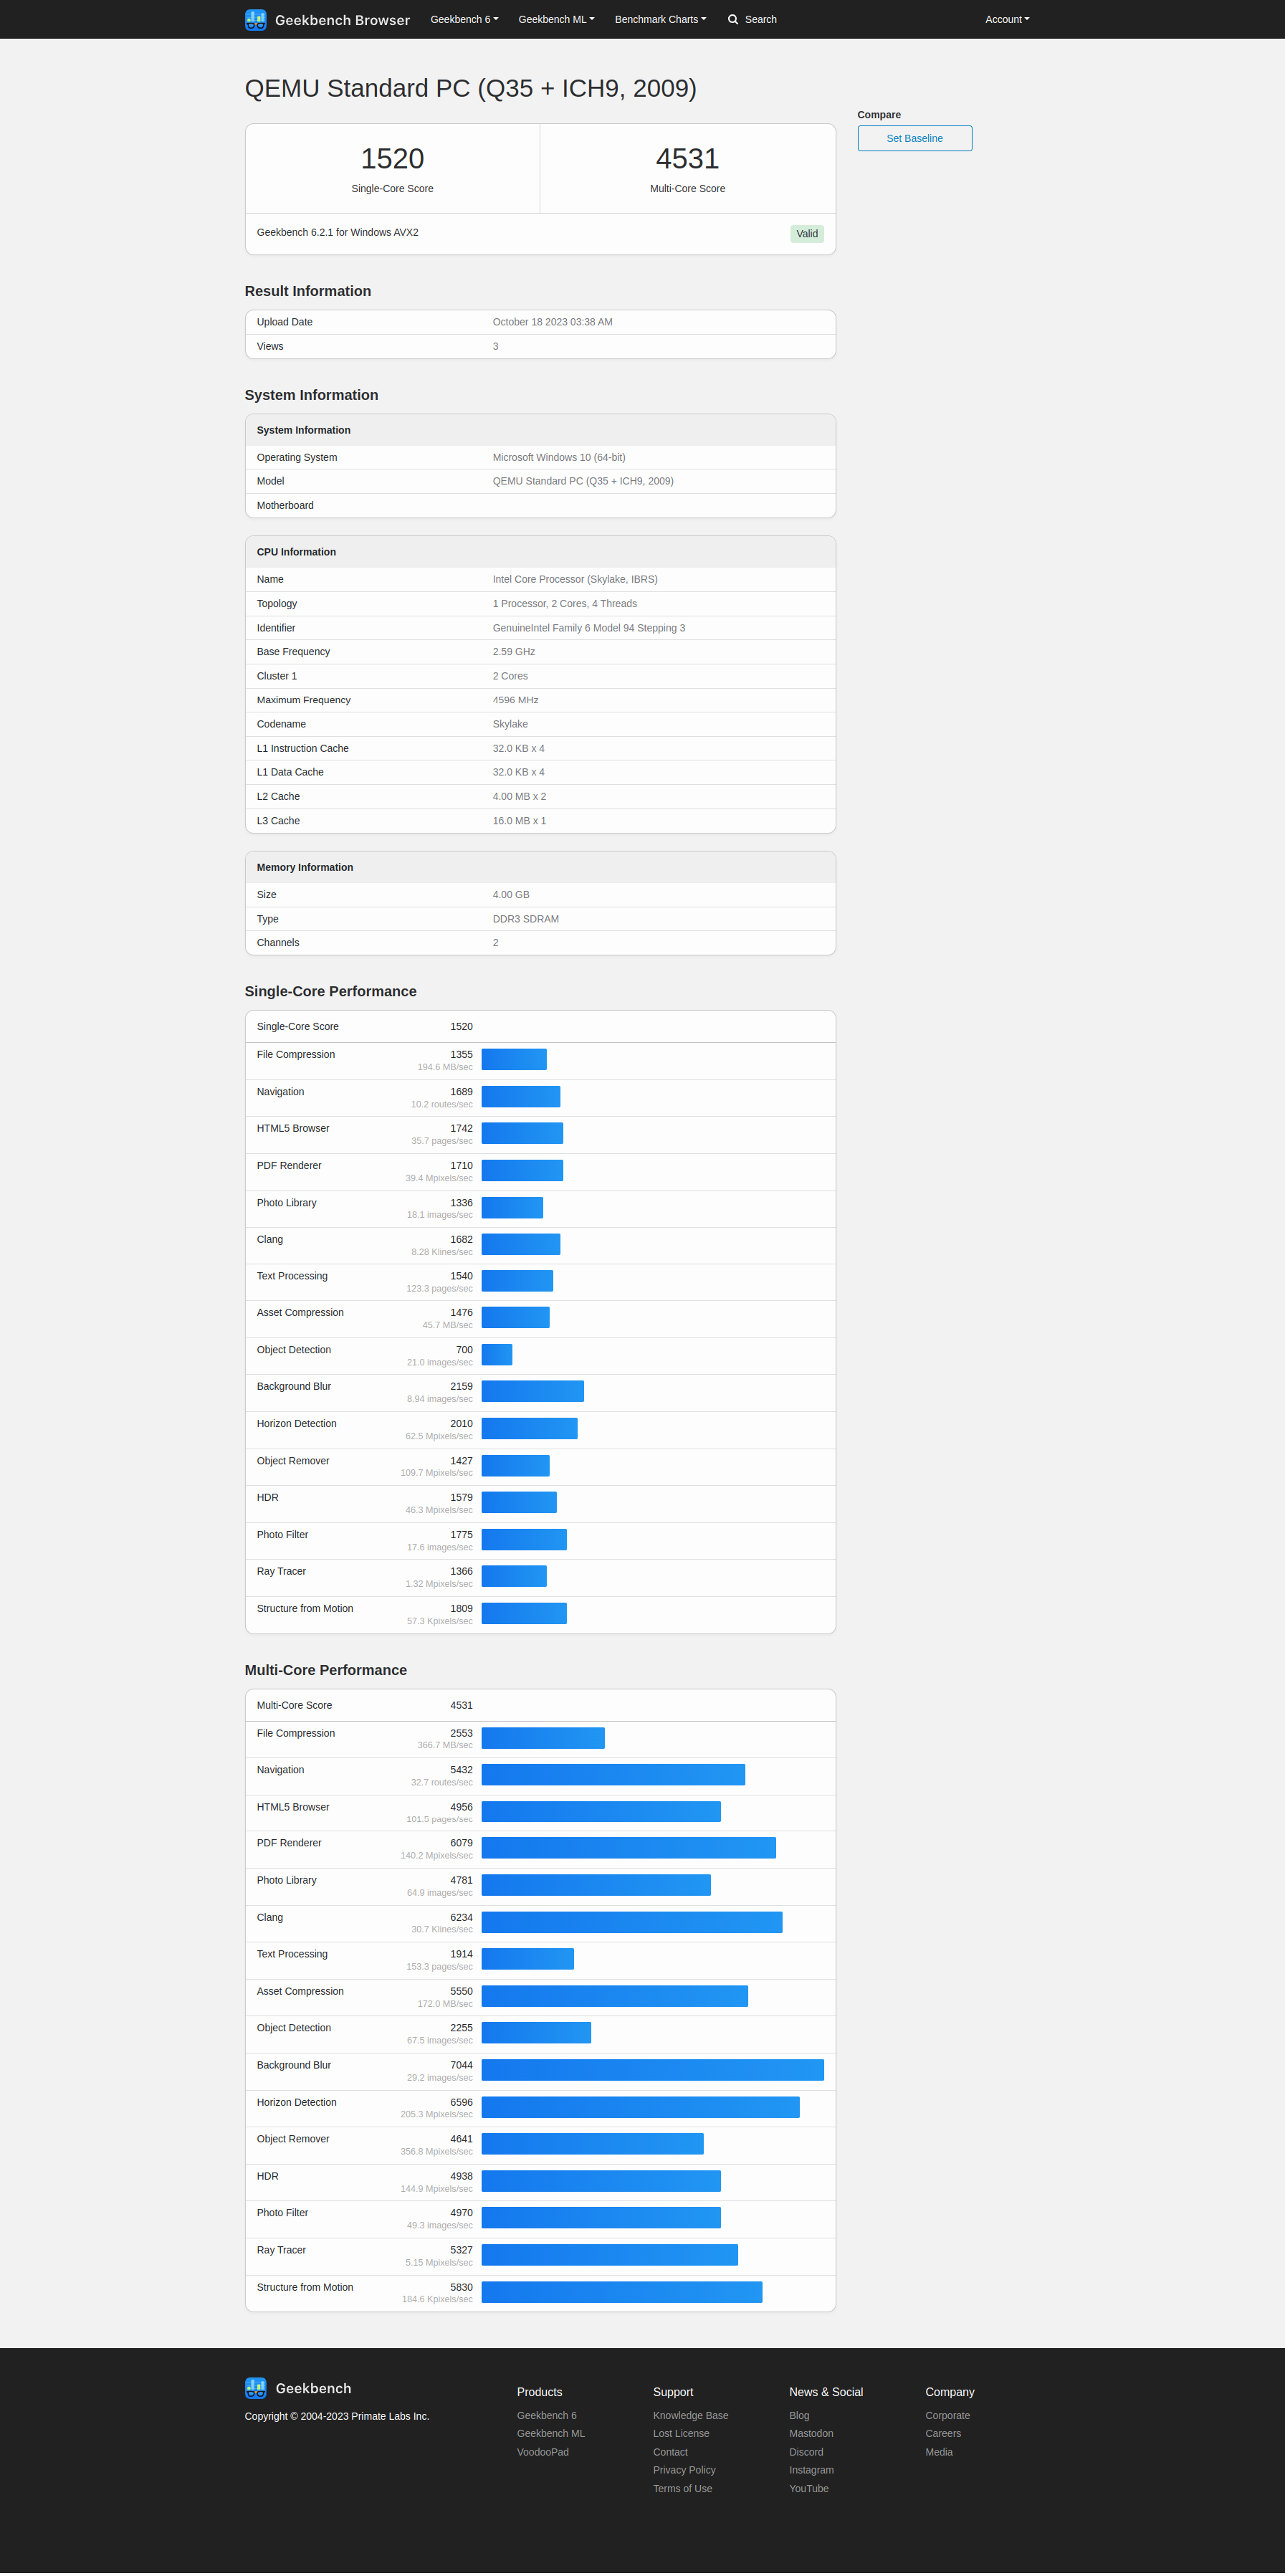 Geekbench Browser Geekbench 6 Geekbench ML Benchmark Charts Search Account
QEMU Standard PC (Q35 + ICH9, 2009)
Compare
Set Baseline
1520 4531
Single-Core Score Multi-Core Score
Geekbench 6.2.1 for Windows AVX2 Valid
Result Information
Upload Date October 18 2023 03:38 AM
Views 3
System Information
System Information
Operating System Microsoft Windows 10 (64-bit)
Model QEMU Standard PC (Q35 + ICH9, 2009)
Motherboard
CPU Information
Name Intel Core Processor (Skylake, IBRS)
Topology 1 Processor, 2 Cores, 4 Threads
Identifier GenuineIntel Family 6 Model 94 Stepping 3
Base Frequency 2.59 GHz
Cluster 1 2 Cores
Maximum Frequency 4596 MHz
Codename Skylake
L1 Instruction Cache 32.0 KB x 4
L1 Data Cache 32.0 KB x 4
L2 Cache 4.00 MB x 2
L3 Cache 16.0 MB x 1
Memory Information
Size 4.00 GB
Type DDR3 SDRAM
Channels 2
Single-Core Performance
Single-Core Score 1520
File Compression 1355
194.6 MB/sec
Navigation 1689
10.2 routes/sec
HTML5 Browser 1742
35.7 pages/sec
PDF Renderer 1710
39.4 Mpixels/sec
Photo Library 1336
18.1 images/sec
Clang 1682
8.28 Klines/sec
Text Processing 1540
123.3 pages/sec
Asset Compression 1476
45.7 MB/sec
Object Detection 700
21.0 images/sec
Background Blur 2159
8.94 images/sec
Horizon Detection 2010
62.5 Mpixels/sec
Object Remover 1427
109.7 Mpixels/sec
HDR 1579
46.3 Mpixels/sec
Photo Filter 1775
17.6 images/sec
Ray Tracer 1366
1.32 Mpixels/sec
Structure from Motion 1809
57.3 Kpixels/sec
Multi-Core Performance
Multi-Core Score 4531
File Compression 2553
366.7 MB/sec
Navigation 5432
32.7 routes/sec
HTML5 Browser 4956
101.5 pages/sec
PDF Renderer 6079
140.2 Mpixels/sec
Photo Library 4781
64.9 images/sec
Clang 6234
30.7 Klines/sec
Text Processing 1914
153.3 pages/sec
Asset Compression 5550
172.0 MB/sec
Object Detection 2255
67.5 images/sec
Background Blur 7044
29.2 images/sec
Horizon Detection 6596
205.3 Mpixels/sec
Object Remover 4641
356.8 Mpixels/sec
HDR 4938
144.9 Mpixels/sec
Photo Filter 4970
49.3 images/sec
Ray Tracer 5327
5.15 Mpixels/sec
Structure from Motion 5830
184.6 Kpixels/sec
Geekbench
Copyright © 2004-2023 Private Labs Inc.
Products
Geekbench 6
Geekbench ML
VoodooPad
Support
Knowledge Base
Lost License
Contact
Privacy Policy
Terms of Use
News & Social
Blog
Mastodon
Discord
Instagram
YouTube
Company
Corporate
Careers
Media